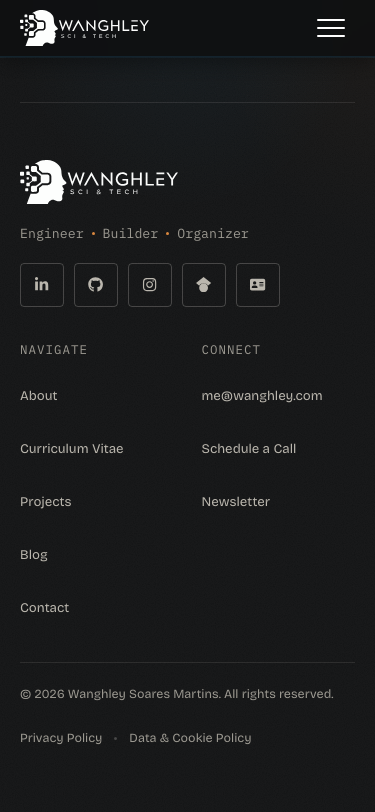 WANGHLEY
SCI & TECH
WANGHLEY
SCI & TECH
Engineer • Builder • Organizer
NAVIGATE
CONNECT
About
me@wanghley.com
Curriculum Vitae
Schedule a Call
Projects
Newsletter
Blog
Contact
© 2026 Wanghley Soares Martins. All rights reserved.
Privacy Policy • Data & Cookie Policy